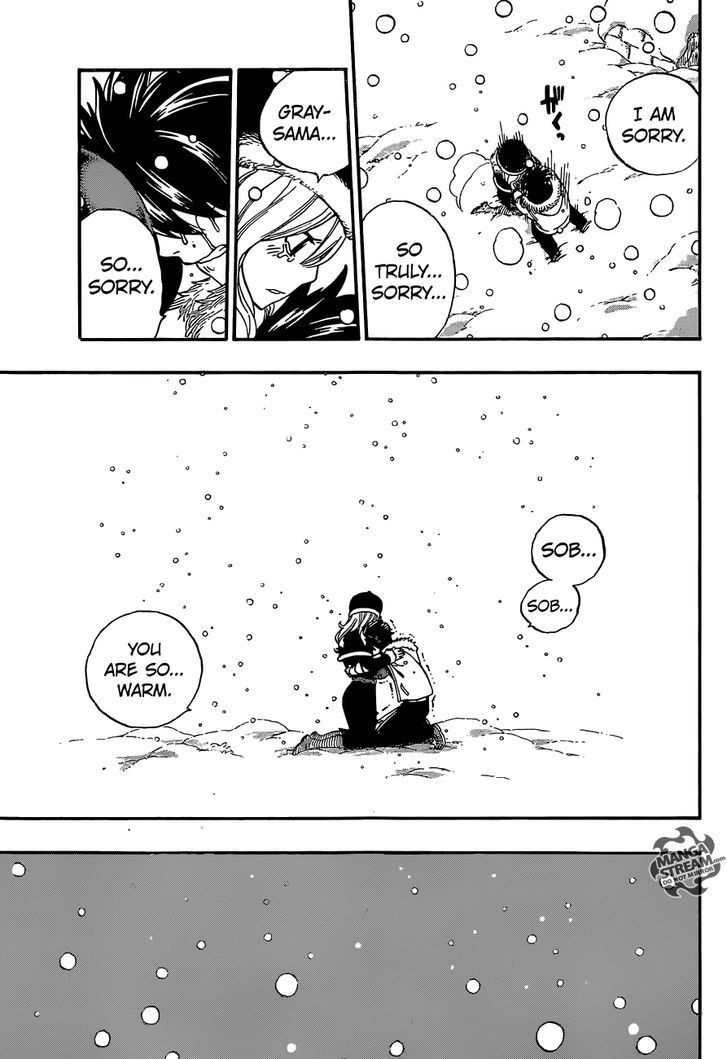 I AM
SORRY.
SO
TRULY...
SORRY...
GRAY-
SAMA...
SO...
SORRY.
SOB...
SOB...
YOU
ARE SO...
WARM.
MANGA
STREAM.com
DO NOT MIRROR